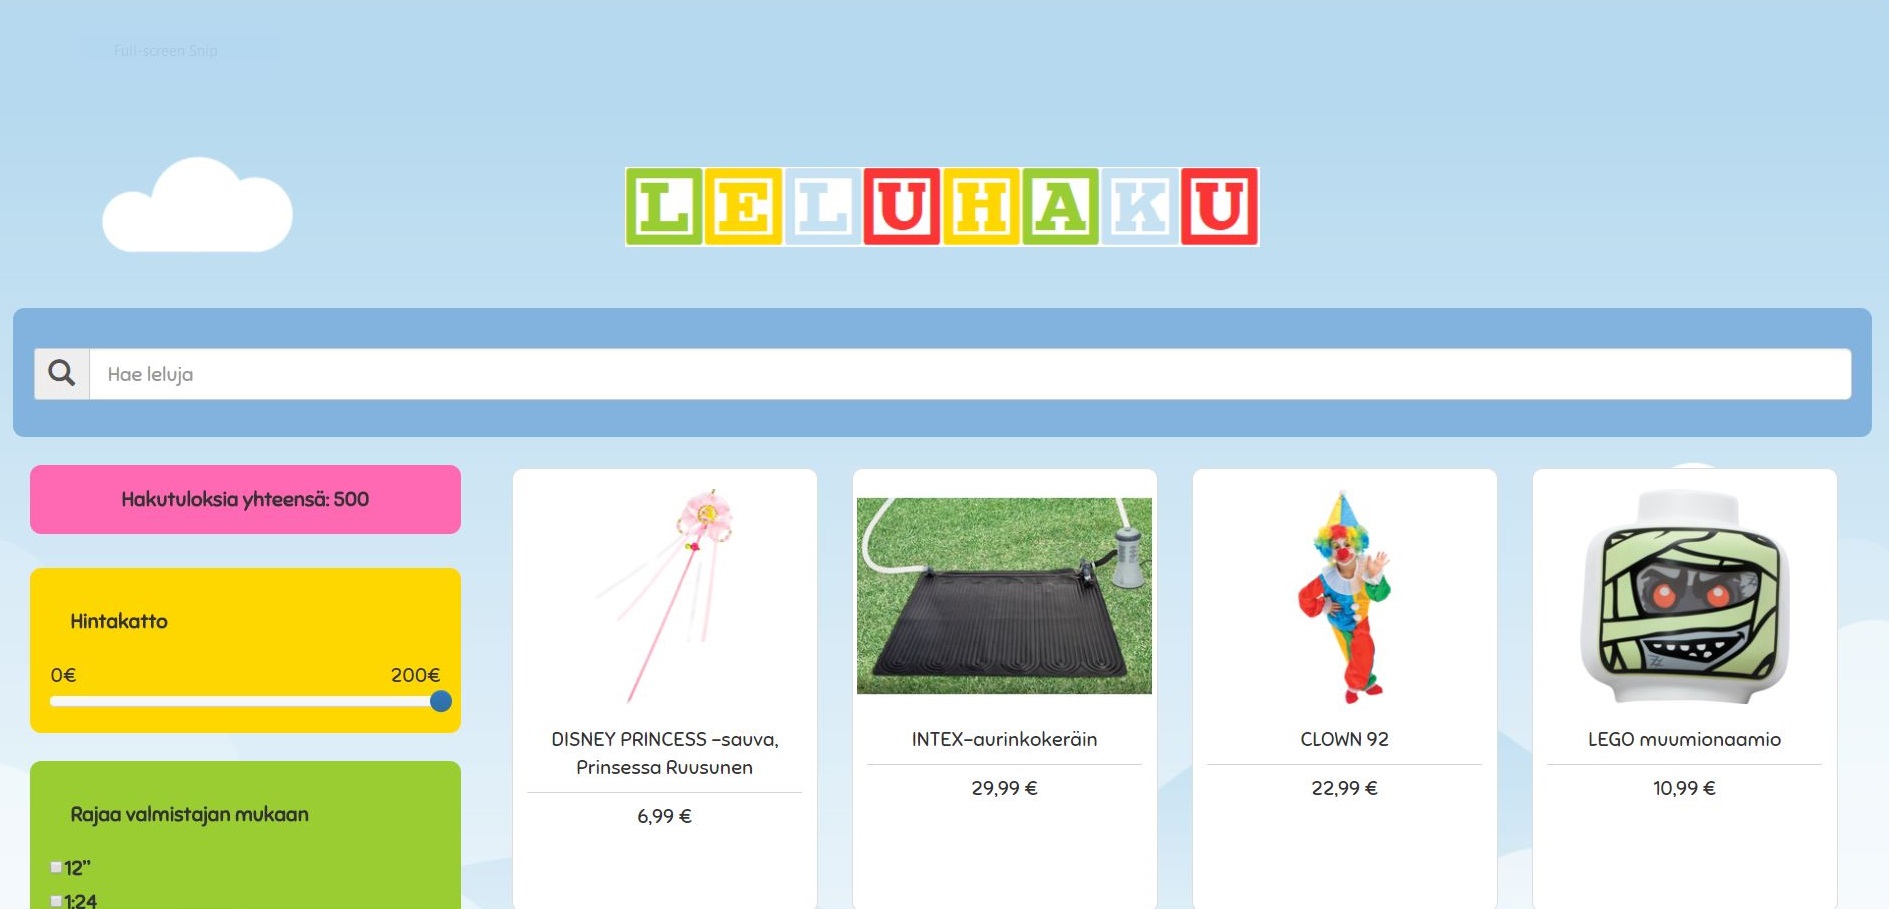 Full-screen Snip
LELUHAKU
Hae leluja
Hakutuloksia yhteensä: 500
Hintakatto
0€ 200€
Rajaa valmistajan mukaan
12”
1:24
DISNEY PRINCESS -sauva,
Prinsessa Ruusunen
6,99 €
INTEX-aurinkokeräin
29,99 €
CLOWN 92
22,99 €
LEGO muumionaamio
10,99 €